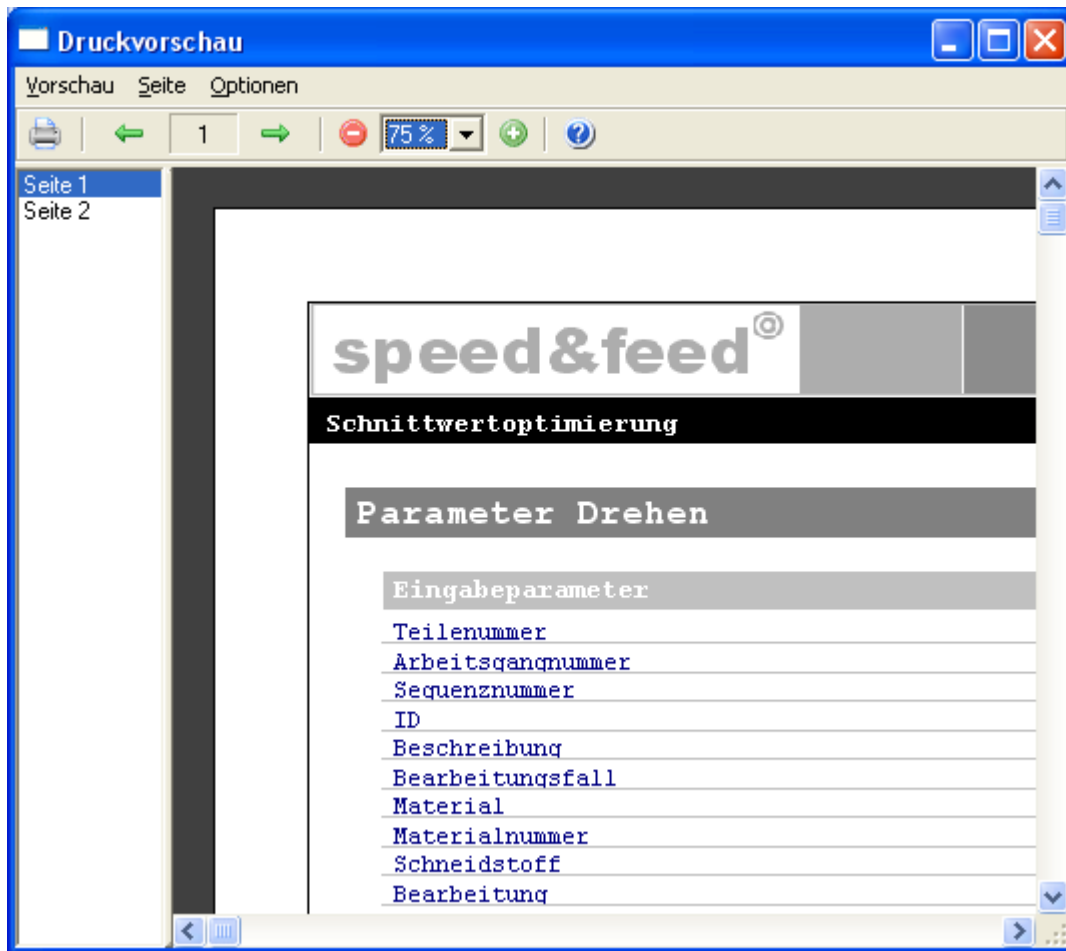 Druckvorschau
Vorschau Seite Optionen
1 75 %
Seite 1
Seite 2
speed&feed@
Schnittwertoptimierung
Parameter Drehen
Eingabeparameter
Teilenummer
Arbeitsgangnummer
Sequenznummer
ID
Beschreibung
Bearbeitungsfall
Material
Materialnummer
Schneidstoff
Bearbeitung